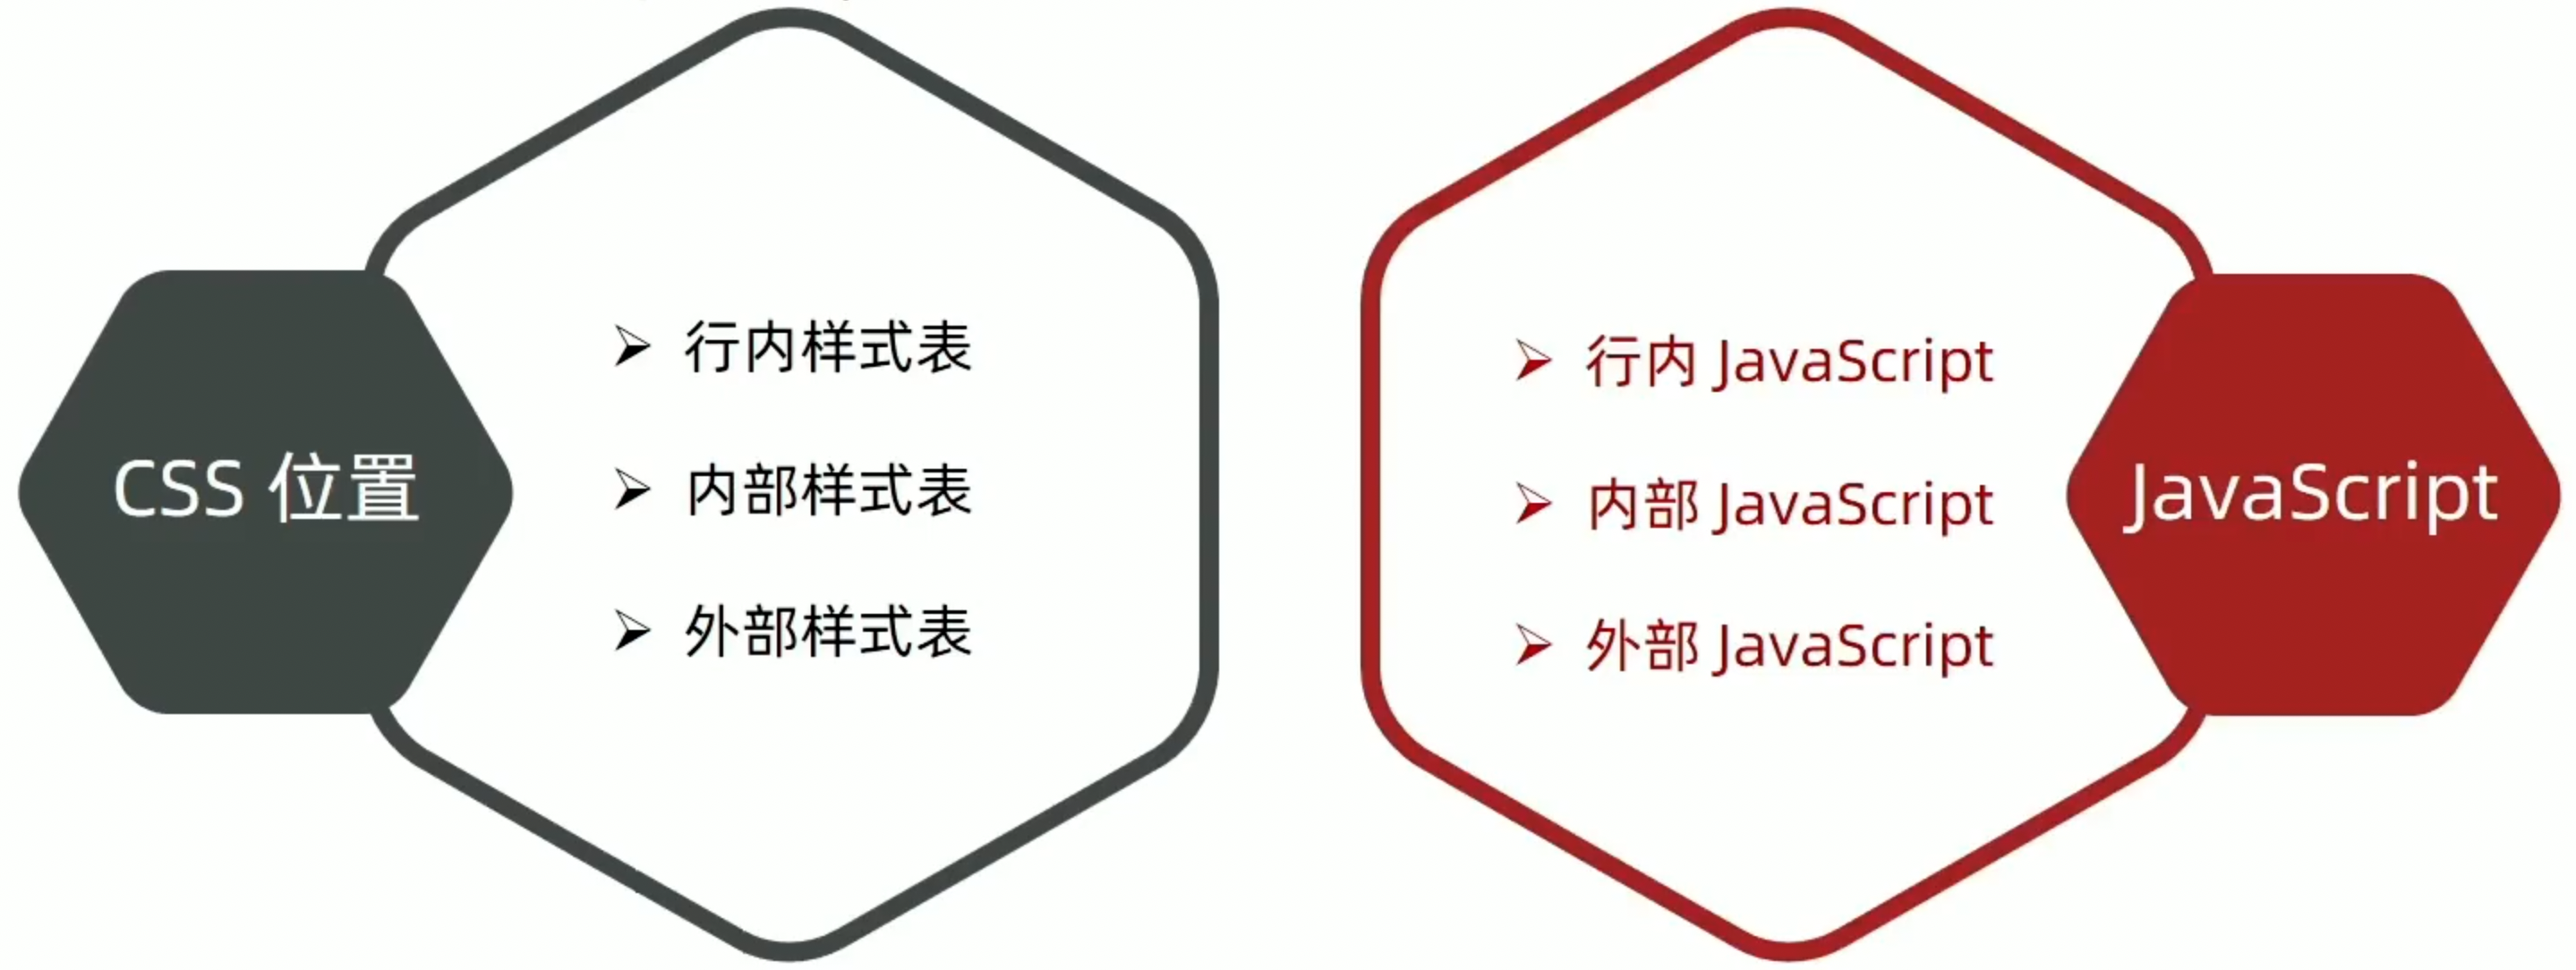 CSS 位置
行内样式表
内部样式表
外部样式表
行内 JavaScript
内部 JavaScript
外部 JavaScript
JavaScript